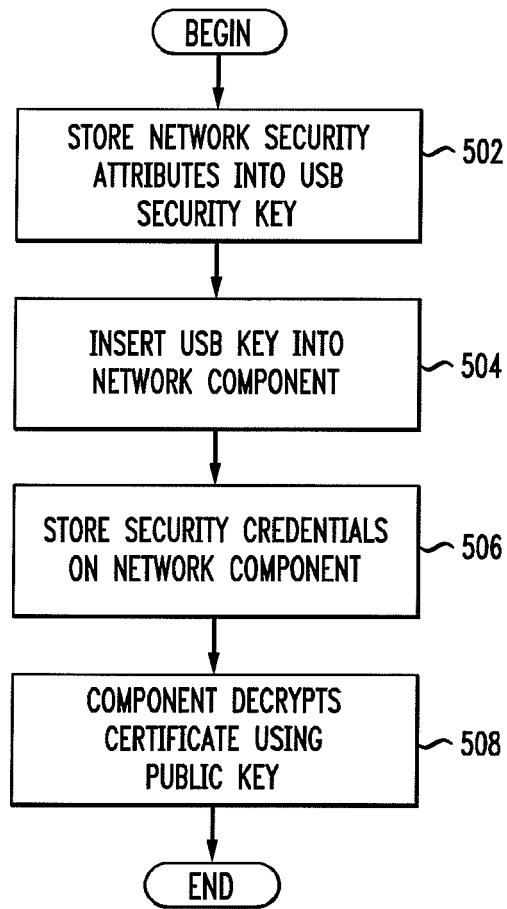 BEGIN
STORE NETWORK SECURITY
ATTRIBUTES INTO USB
SECURITY KEY
502
INSERT USB KEY INTO
NETWORK COMPONENT
504
STORE SECURITY CREDENTIALS
ON NETWORK COMPONENT
506
COMPONENT DECRYPTS
CERTIFICATE USING
PUBLIC KEY
508
END